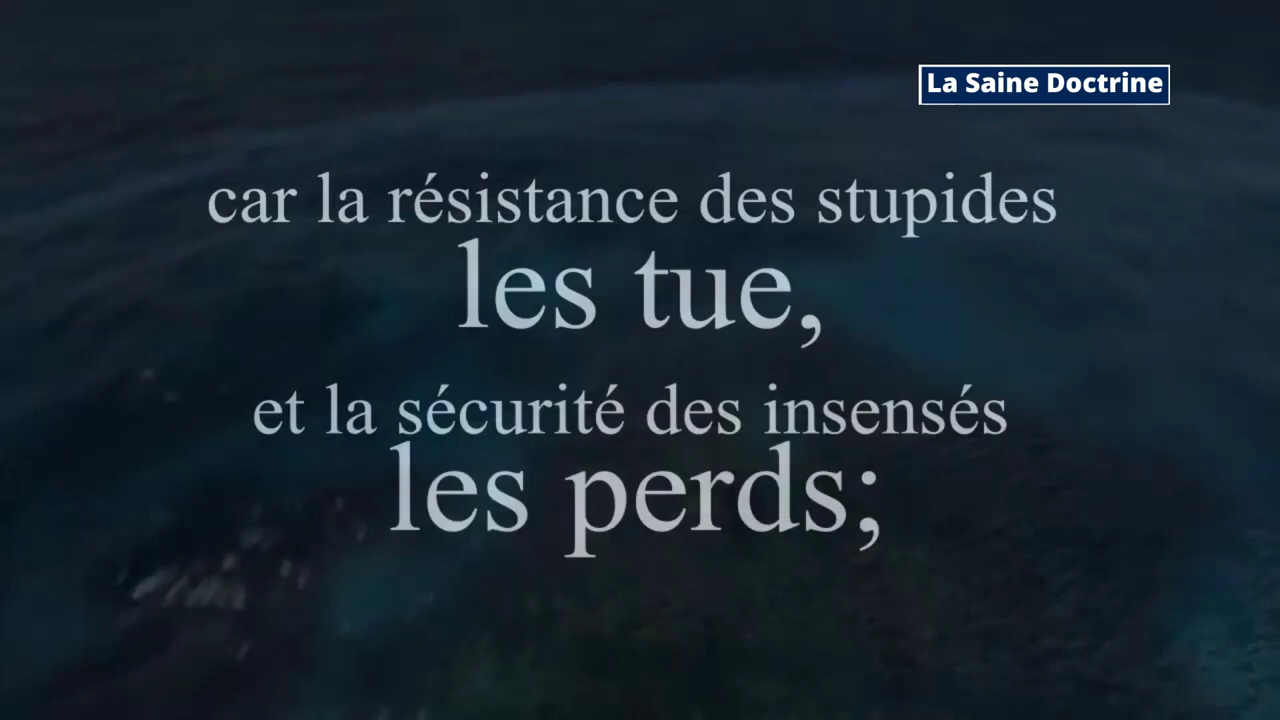 La Saine Doctrine
car la résistance des stupides
les tue,
et la sécurité des insensés
les perds;